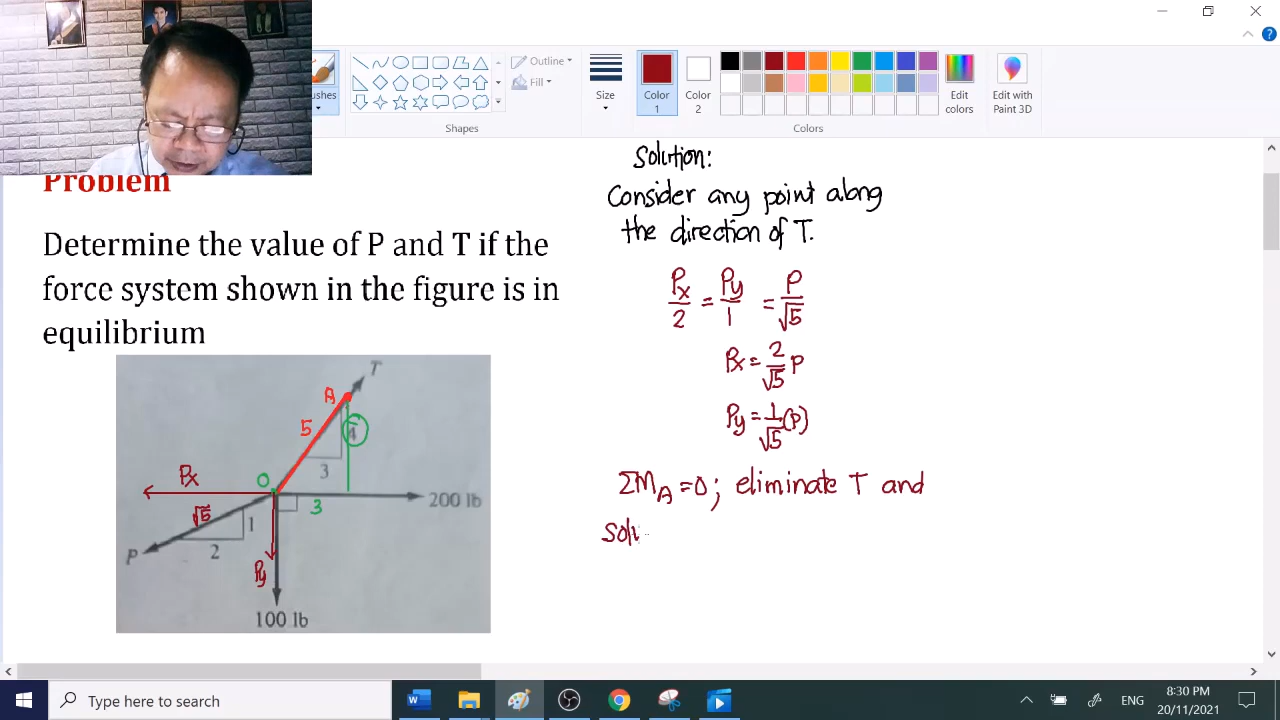 Outline
Fill
Size
Color
1
Color
2
Edit
colors
Edit with
Paint 3D
Shapes
Colors
Problem
Determine the value of P and T if the
force system shown in the figure is in
equilibrium
T
A
5
4
3
O
Px
200 lb
3
√5
1
2
P
Py
100 lb
Solution:
Consider any point along
the direction of T.
Px/2 = Py/1 = P/√5
Px = 2/√5 P
Py = 1/√5 (P)
ΣMA = 0; eliminate T and
Type here to search
ENG
8:30 PM
20/11/2021